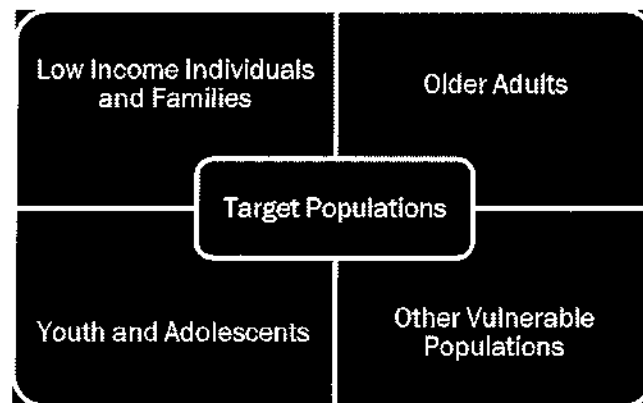 Low Income Individuals
and Families
Older Adults
Target Populations
Youth and Adolescents
Other Vulnerable
Populations